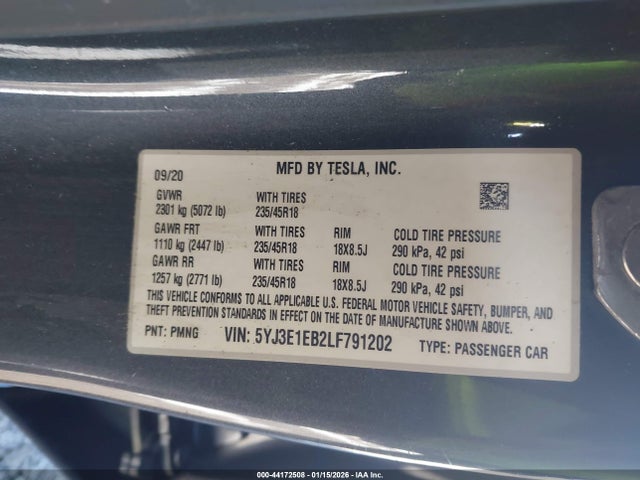 MFD BY TESLA, INC.
09/20
GVWR WITH TIRES
2301 kg (5072 lb) 235/45R18
GAWR FRT WITH TIRES RIM COLD TIRE PRESSURE
1110 kg (2447 lb) 235/45R18 18X8.5J 290 kPa, 42 psi
GAWR RR WITH TIRES RIM COLD TIRE PRESSURE
1257 kg (2771 lb) 235/45R18 18X8.5J 290 kPa, 42 psi
THIS VEHICLE CONFORMS TO ALL APPLICABLE U.S. FEDERAL MOTOR VEHICLE SAFETY, BUMPER, AND
THEFT PREVENTION STANDARDS IN EFFECT ON THE DATE OF MANUFACTURE SHOWN ABOVE.
PNT: PMNG VIN: 5YJ3E1EB2LF791202 TYPE: PASSENGER CAR
000-44172508 - 01/15/2026 - IAA Inc.